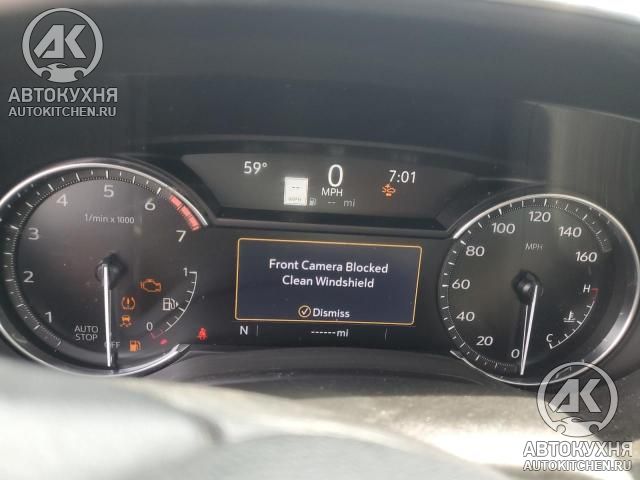 АК
АВТОКУХНЯ
AUTOKITCHEN.RU
59° 0 7:01
MPH
-- mi
1/min x 1000
1 2 3 4 5 6 7
AUTO STOP
OFF
1
0
Front Camera Blocked
Clean Windshield
Dismiss
N ------mi
0 20 40 60 80 100 120 140 160
MPH
H
C
АК
АВТОКУХНЯ
AUTOKITCHEN.RU